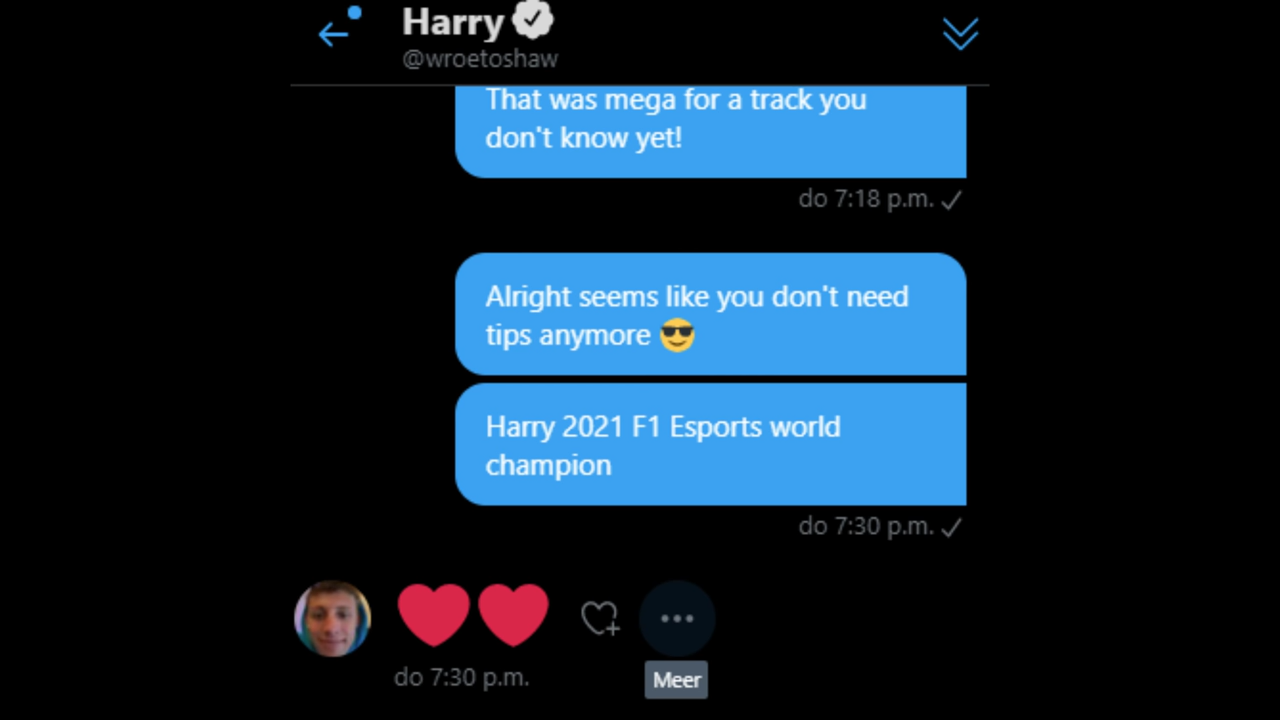 Harry
@wroetoshaw
That was mega for a track you
don't know yet!
do 7:18 p.m.
Alright seems like you don't need
tips anymore 😎
Harry 2021 F1 Esports world
champion
do 7:30 p.m.
❤️❤️
do 7:30 p.m.
Meer